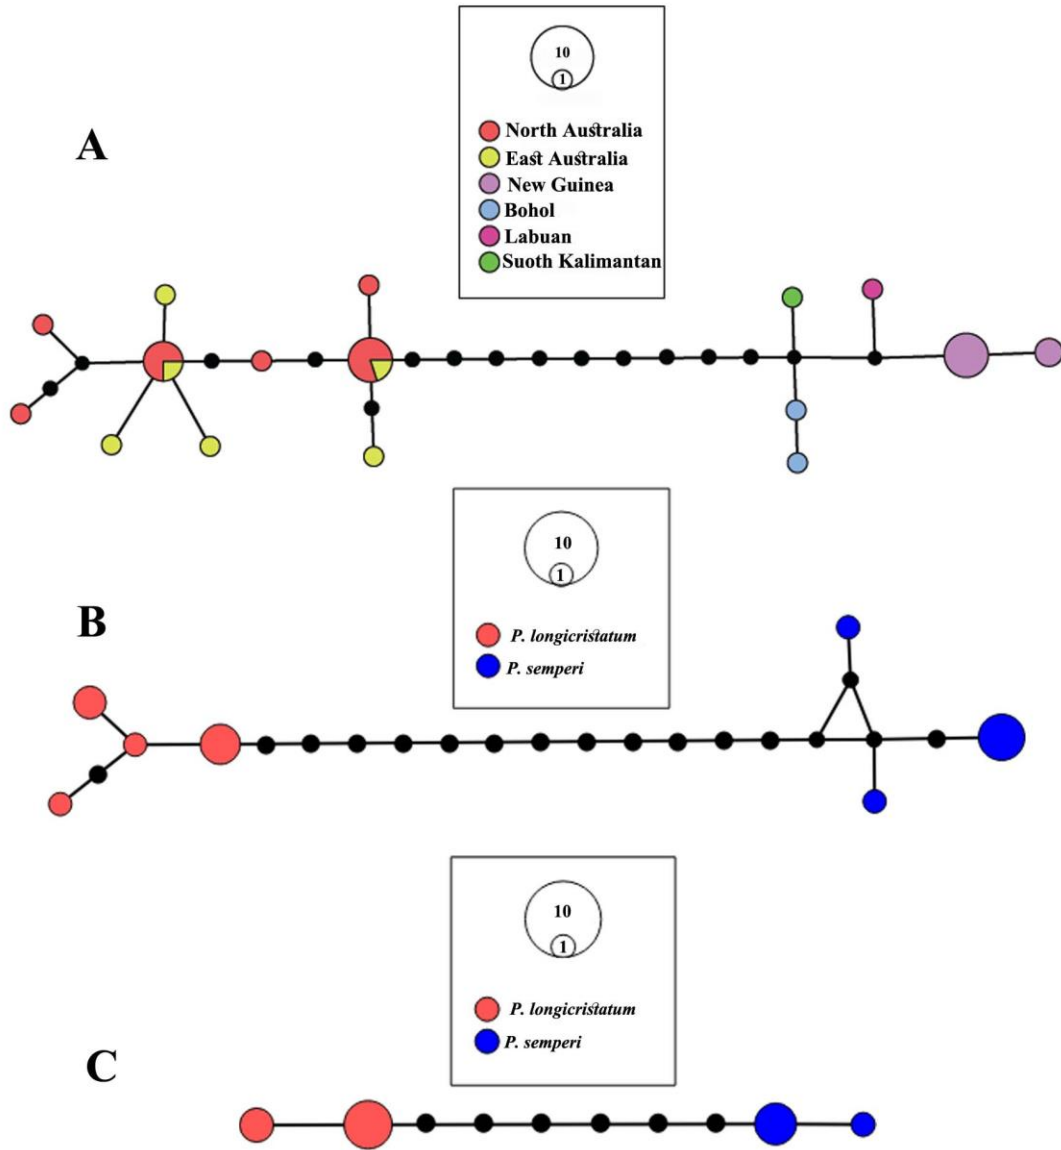 A
10
1
North Australia
East Australia
New Guinea
Bohol
Labuan
Suoth Kalimantan
B
10
1
P. longicristatum
P. semperi
C
10
1
P. longicristatum
P. semperi